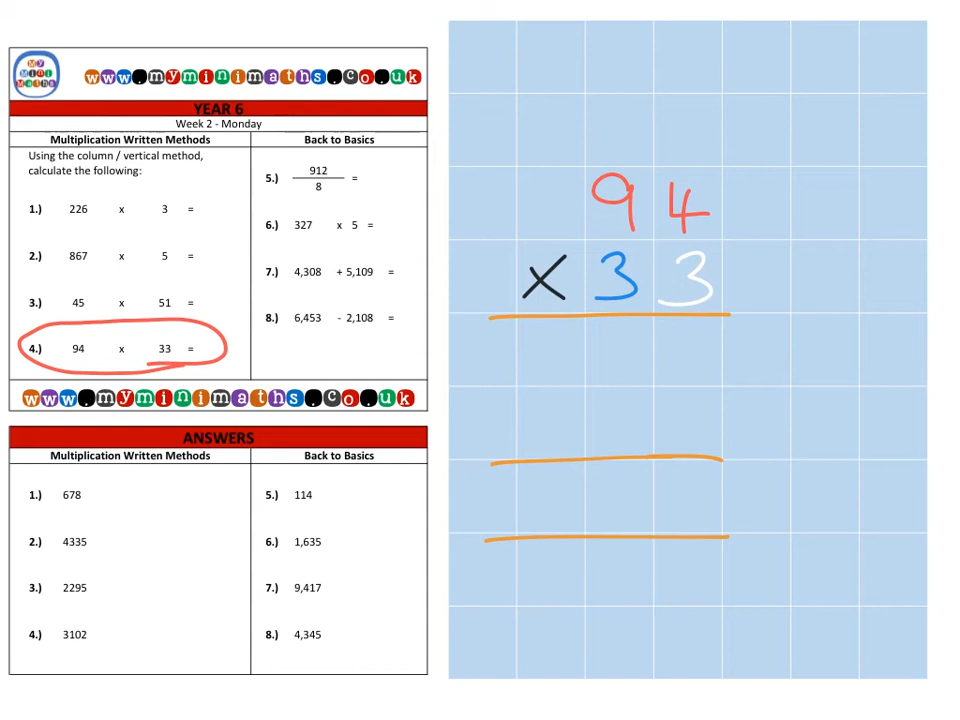 My
Mini
Maths
www.myminimaths.co.uk
YEAR 6
Week 2 - Monday
Multiplication Written Methods
Using the column / vertical method,
calculate the following:
1.) 226 x 3 =
2.) 867 x 5 =
3.) 45 x 51 =
4.) 94 x 33 =
Back to Basics
5.) 912
8 =
6.) 327 x 5 =
7.) 4,308 + 5,109 =
8.) 6,453 - 2,108 =
www.myminimaths.co.uk
ANSWERS
Multiplication Written Methods
1.) 678
2.) 4335
3.) 2295
4.) 3102
Back to Basics
5.) 114
6.) 1,635
7.) 9,417
8.) 4,345
94
x 33